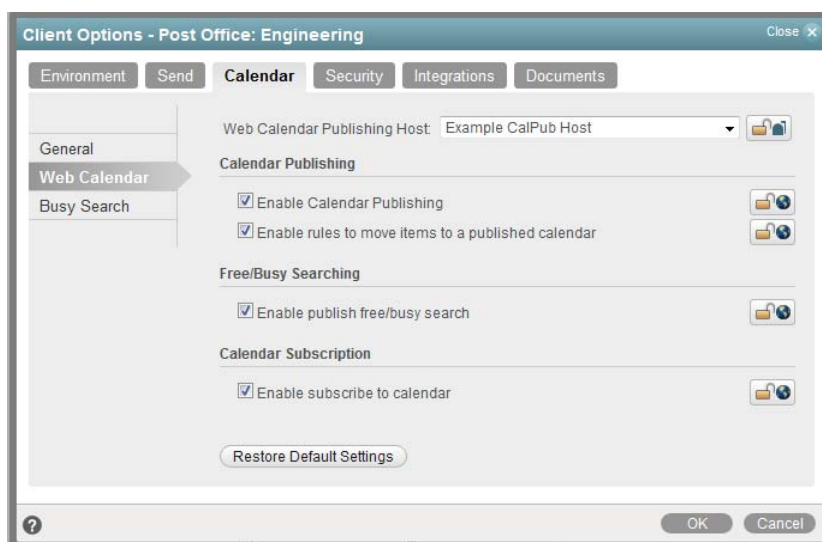 Client Options - Post Office: Engineering Close
Environment Send Calendar Security Integrations Documents
Web Calendar Publishing Host: Example CalPub Host
General
Calendar Publishing
Web Calendar
Enable Calendar Publishing
Busy Search
Enable rules to move items to a published calendar
Free/Busy Searching
Enable publish free/busy search
Calendar Subscription
Enable subscribe to calendar
Restore Default Settings
? OK Cancel